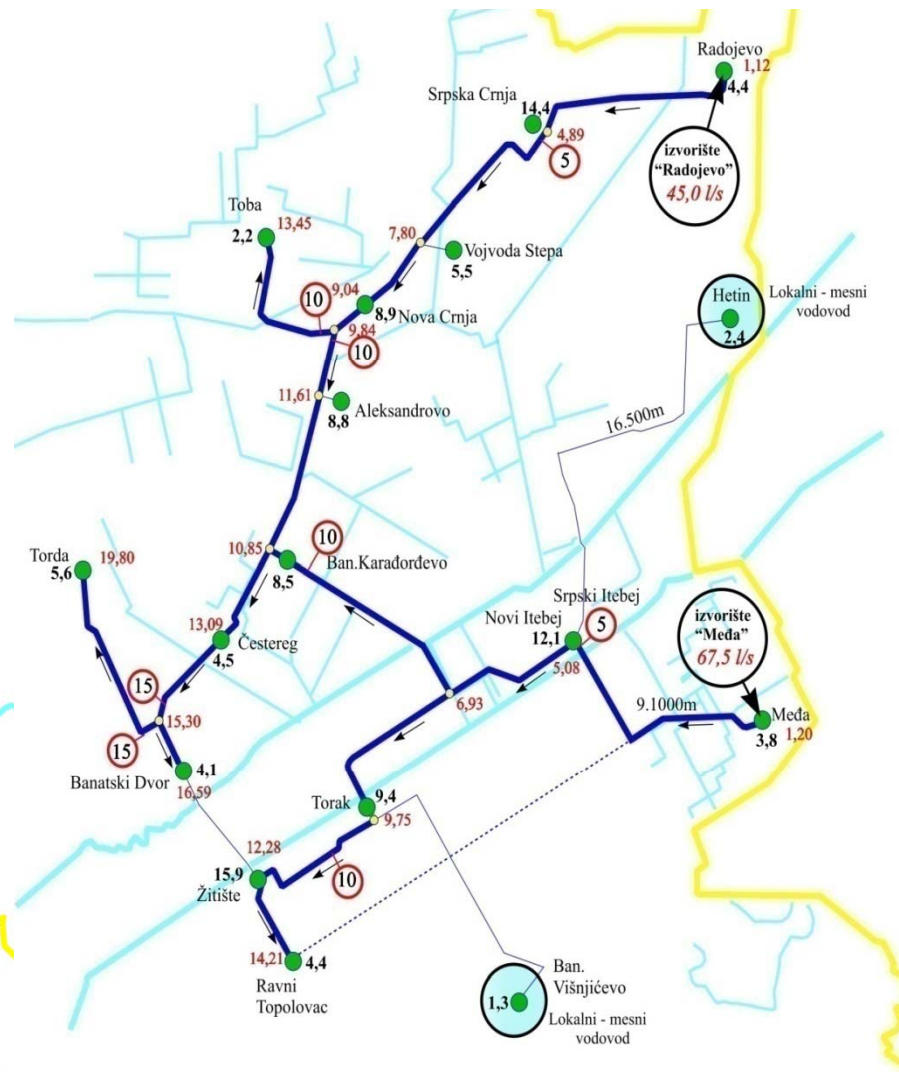 Radojevo
1,12
4,4
Srpska Crnja
14,4
4,89
5
izvorište
“Radojevo”
45,0 l/s
Toba
13,45
2,2
7,80
Vojvoda Stepa
5,5
Hetin
2,4
Lokalni - mesni
vodovod
9,04
10
8,9
Nova Crnja
9,84
10
11,61
Aleksandrovo
8,8
16.500m
Torda
5,6
19,80
10,85
10
Ban.Karađorđevo
8,5
Srpski Itebej
Novi Itebej
12,1
5
5,08
izvorište
“Međa”
67,5 l/s
13,09
Čestereg
4,5
15
15,30
15
6,93
9.1000m
Međa
3,8
1,20
Banatski Dvor
4,1
16,59
Torak
9,4
9,75
12,28
15,9
Žitište
10
14,21
4,4
Ravni
Topolovac
Ban.
Višnjićevo
1,3
Lokalni - mesni
vodovod